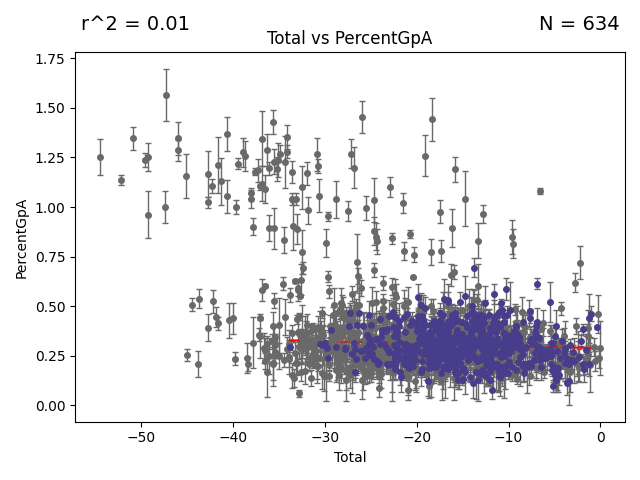 r^2 = 0.01
N = 634
Total vs PercentGpA
1.75
1.50
1.25
1.00
0.75
0.50
0.25
0.00
PercentGpA
−50
−40
−30
−20
−10
0
Total